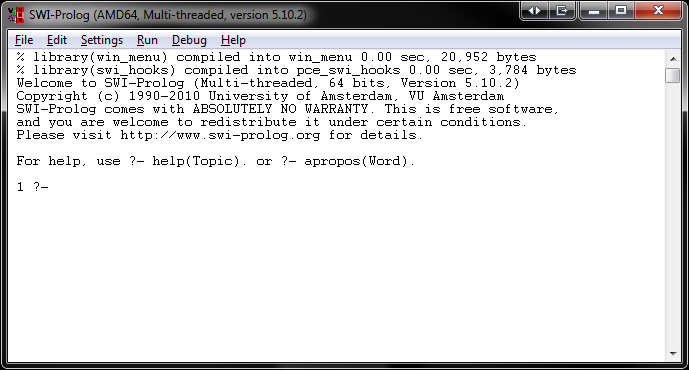 SWI-Prolog (AMD64, Multi-threaded, version 5.10.2)
File Edit Settings Run Debug Help
% library(win_menu) compiled into win_menu 0.00 sec, 20,952 bytes
% library(swi_hooks) compiled into pce_swi_hooks 0.00 sec, 3,784 bytes
Welcome to SWI-Prolog (Multi-threaded, 64 bits, Version 5.10.2)
Copyright (c) 1990-2010 University of Amsterdam, VU Amsterdam
SWI-Prolog comes with ABSOLUTELY NO WARRANTY. This is free software,
and you are welcome to redistribute it under certain conditions.
Please visit http://www.swi-prolog.org for details.
For help, use ?- help(Topic). or ?- apropos(Word).
1 ?-